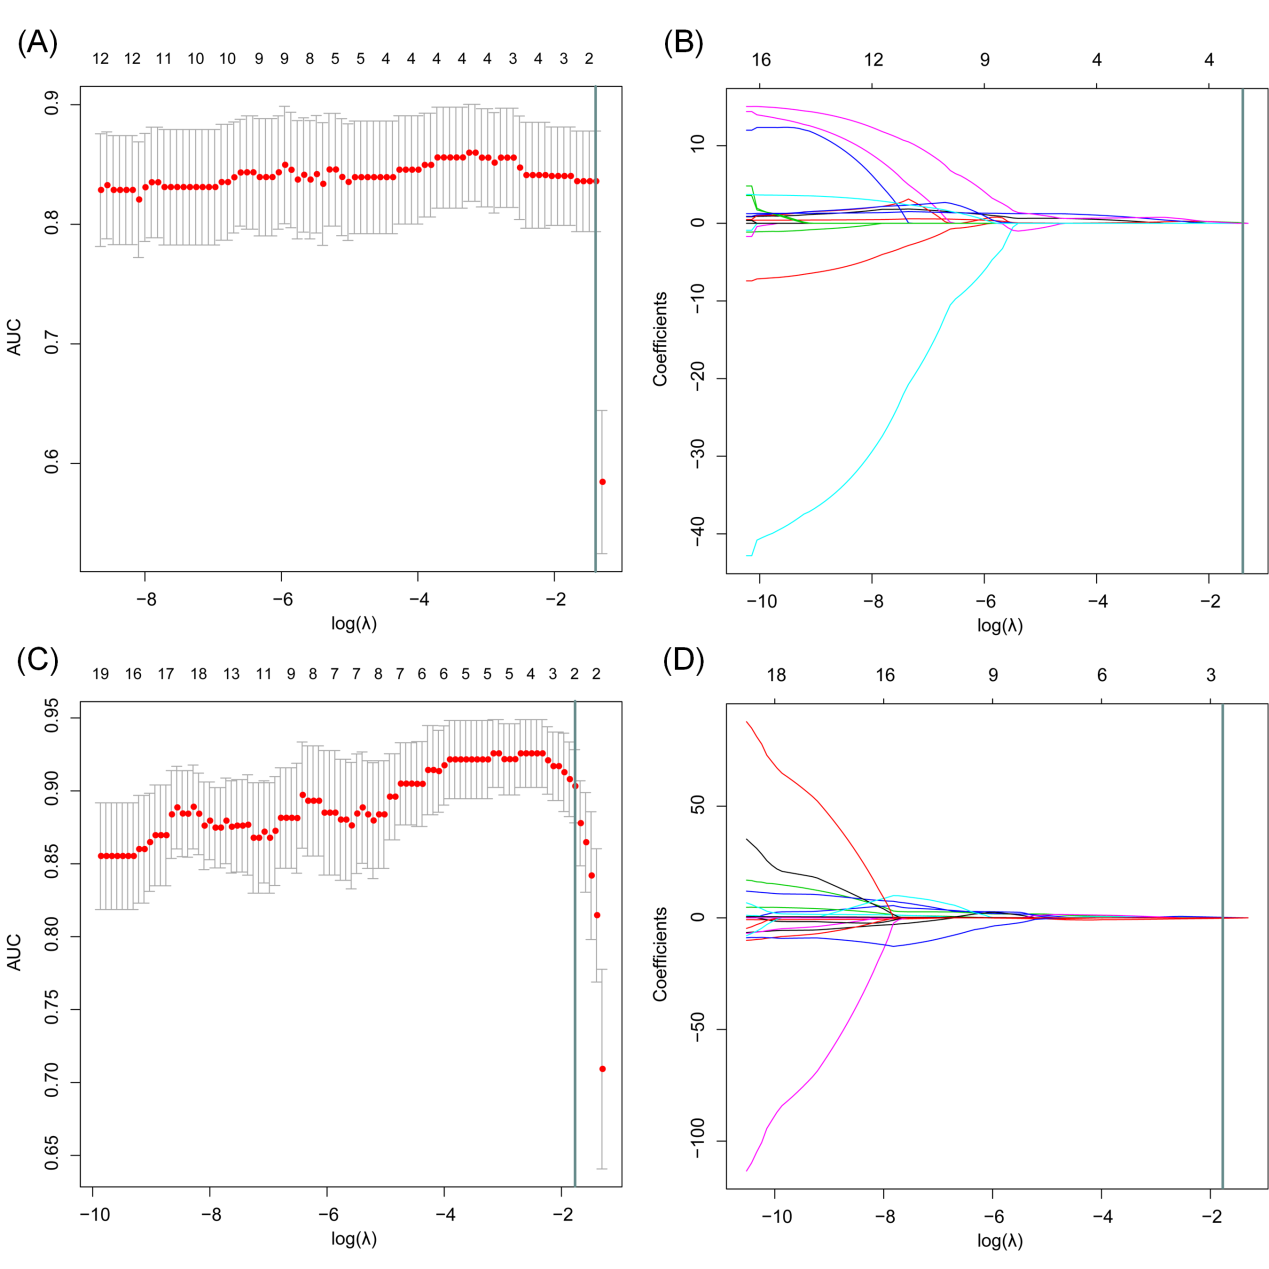 (A)
12 12 11 10 10 9 9 8 5 5 4 4 4 4 4 3 4 3 2
0.9
0.8
0.7
0.6
AUC
−8 −6 −4 −2
log(λ)
(B)
16 12 9 4 4
10
0
−10
−20
−30
−40
Coefficients
−10 −8 −6 −4 −2
log(λ)
(C)
19 16 17 18 13 11 9 8 7 7 8 7 6 5 5 5 4 3 2 2
0.95
0.90
0.85
0.80
0.75
0.70
0.65
AUC
−10 −8 −6 −4 −2
log(λ)
(D)
18 16 9 6 3
50
0
−50
−100
Coefficients
−10 −8 −6 −4 −2
log(λ)